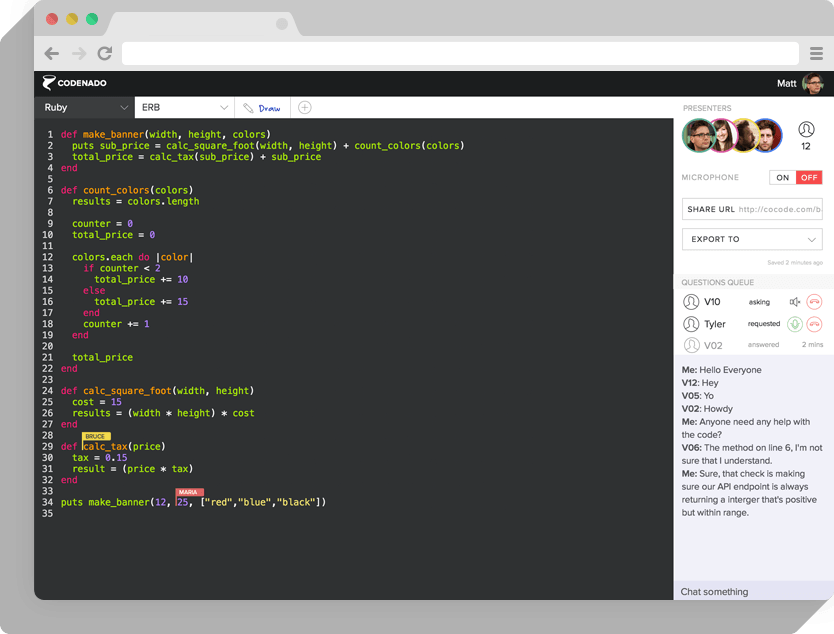 CODENADO
Matt
Ruby
ERB
Draw
1 def make_banner(width, height, colors)
2 puts sub_price = calc_square_foot(width, height) + count_colors(colors)
3 total_price = calc_tax(sub_price) + sub_price
4 end
5
6 def count_colors(colors)
7 results = colors.length
8
9 counter = 0
10 total_price = 0
11
12 colors.each do |color|
13 if counter < 2
14 total_price += 10
15 else
16 total_price += 15
17 end
18 counter += 1
19 end
20
21 total_price
22 end
23
24 def calc_square_foot(width, height)
25 cost = 15
26 results = (width * height) * cost
27 end
28
BRUCE
29 def calc_tax(price)
30 tax = 0.15
31 result = (price * tax)
32 end
33
MARIA
34 puts make_banner(12, 25, ["red","blue","black"])
35
PRESENTERS
12
MICROPHONE
ON OFF
SHARE URL http://cocode.com/b
EXPORT TO
Saved 2 minutes ago
QUESTIONS QUEUE
V10 asking
Tyler requested
V02 answered 2 mins
Me: Hello Everyone
V12: Hey
V05: Yo
V02: Howdy
Me: Anyone need any help with
the code?
V06: The method on line 6, I'm not
sure that I understand.
Me: Sure, that check is making
sure our API endpoint is always
returning a interger that's positive
but within range.
Chat something